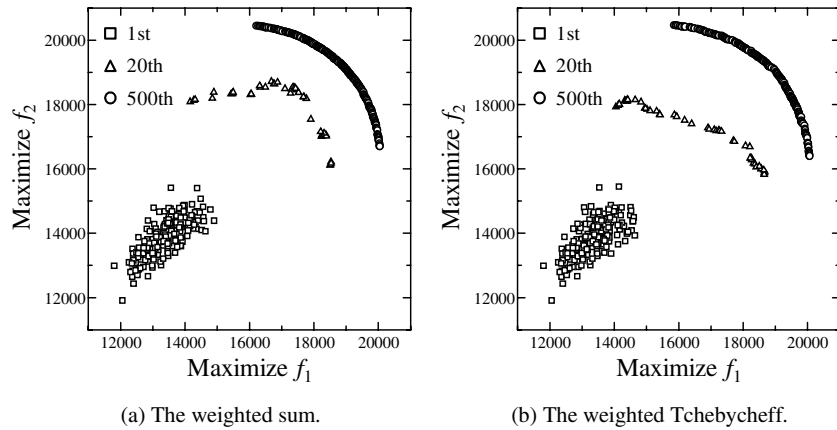 20000
18000
16000
14000
12000
Maximize f2
1st
20th
500th
12000 14000 16000 18000 20000
Maximize f1
(a) The weighted sum.
20000
18000
16000
14000
12000
Maximize f2
1st
20th
500th
12000 14000 16000 18000 20000
Maximize f1
(b) The weighted Tchebycheff.